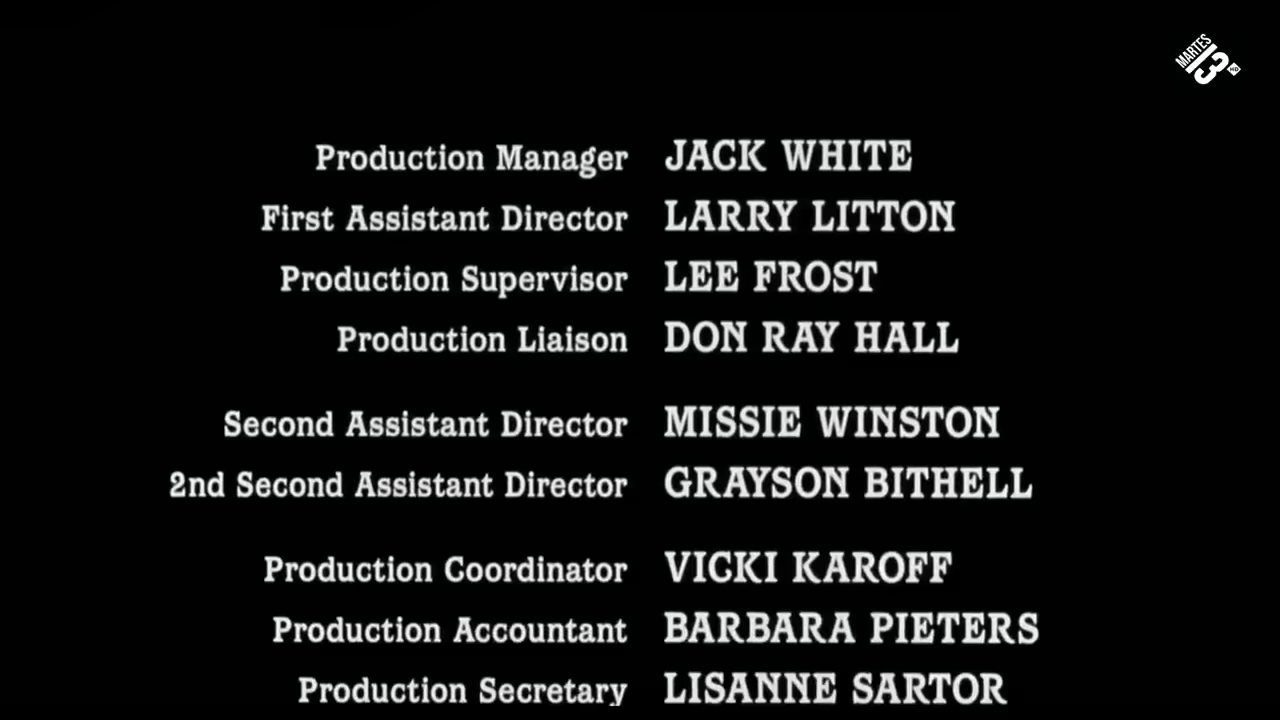 MARTES
13
HD
Production Manager JACK WHITE
First Assistant Director LARRY LITTON
Production Supervisor LEE FROST
Production Liaison DON RAY HALL
Second Assistant Director MISSIE WINSTON
2nd Second Assistant Director GRAYSON BITHELL
Production Coordinator VICKI KAROFF
Production Accountant BARBARA PIETERS
Production Secretary LISANNE SARTOR